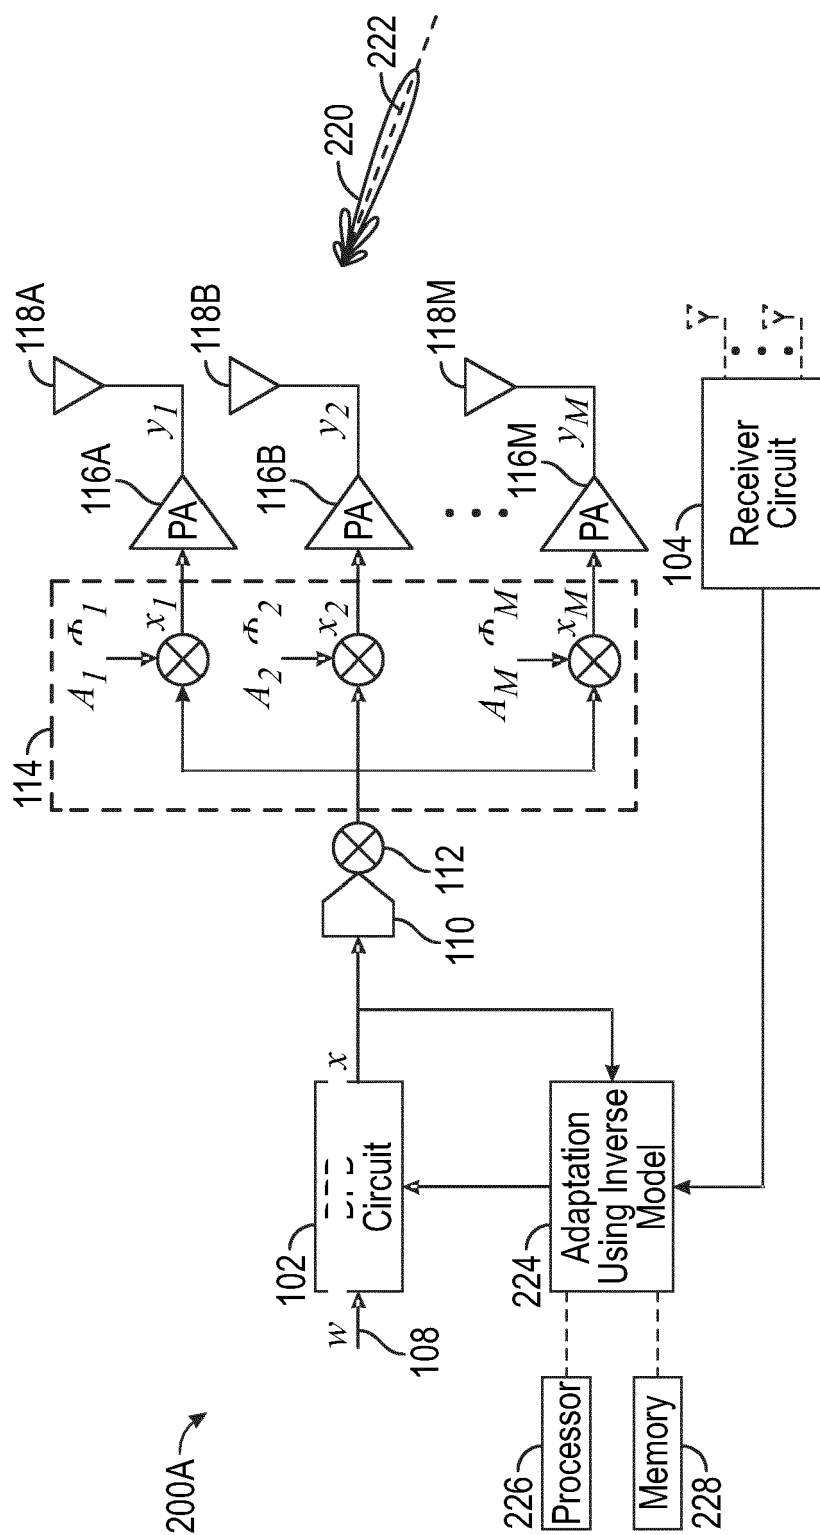 200A
w
108
102
Circuit
x
110
112
114
A1
x1
A2
x2
AM
xM
116A
PA
y1
118A
116B
PA
y2
118B
116M
PA
yM
118M
220
222
226
Processor
228
Memory
224
Adaptation
Using Inverse
Model
104
Receiver
Circuit